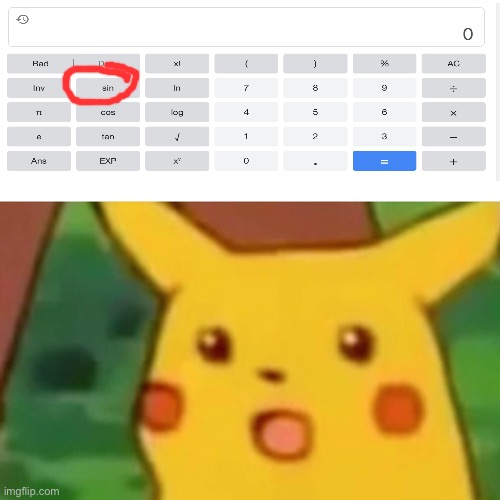 0
Rad | x! ( ) % AC
Inv sin ln 7 8 9 ÷
π cos log 4 5 6 ×
e tan √ 1 2 3 −
Ans EXP xʸ 0 . = +
imgflip.com